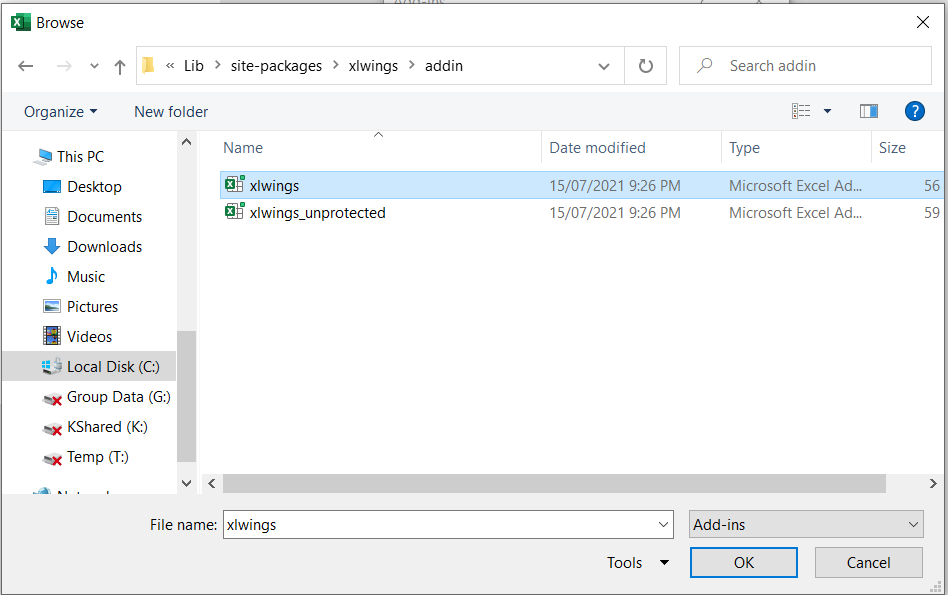 Browse
« Lib > site-packages > xlwings > addin
Search addin
Organize
New folder
?
Name
Date modified
Type
Size
This PC
Desktop
Documents
Downloads
Music
Pictures
Videos
Local Disk (C:)
Group Data (G:)
KShared (K:)
Temp (T:)
xlwings 15/07/2021 9:26 PM Microsoft Excel Ad... 56
xlwings_unprotected 15/07/2021 9:26 PM Microsoft Excel Ad... 59
File name: xlwings
Add-ins
Tools
OK
Cancel